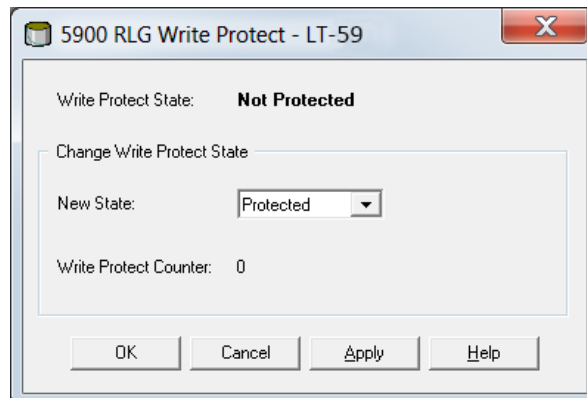 5900 RLG Write Protect - LT-59
Write Protect State: Not Protected
Change Write Protect State
New State: Protected
Write Protect Counter: 0
OK Cancel Apply Help